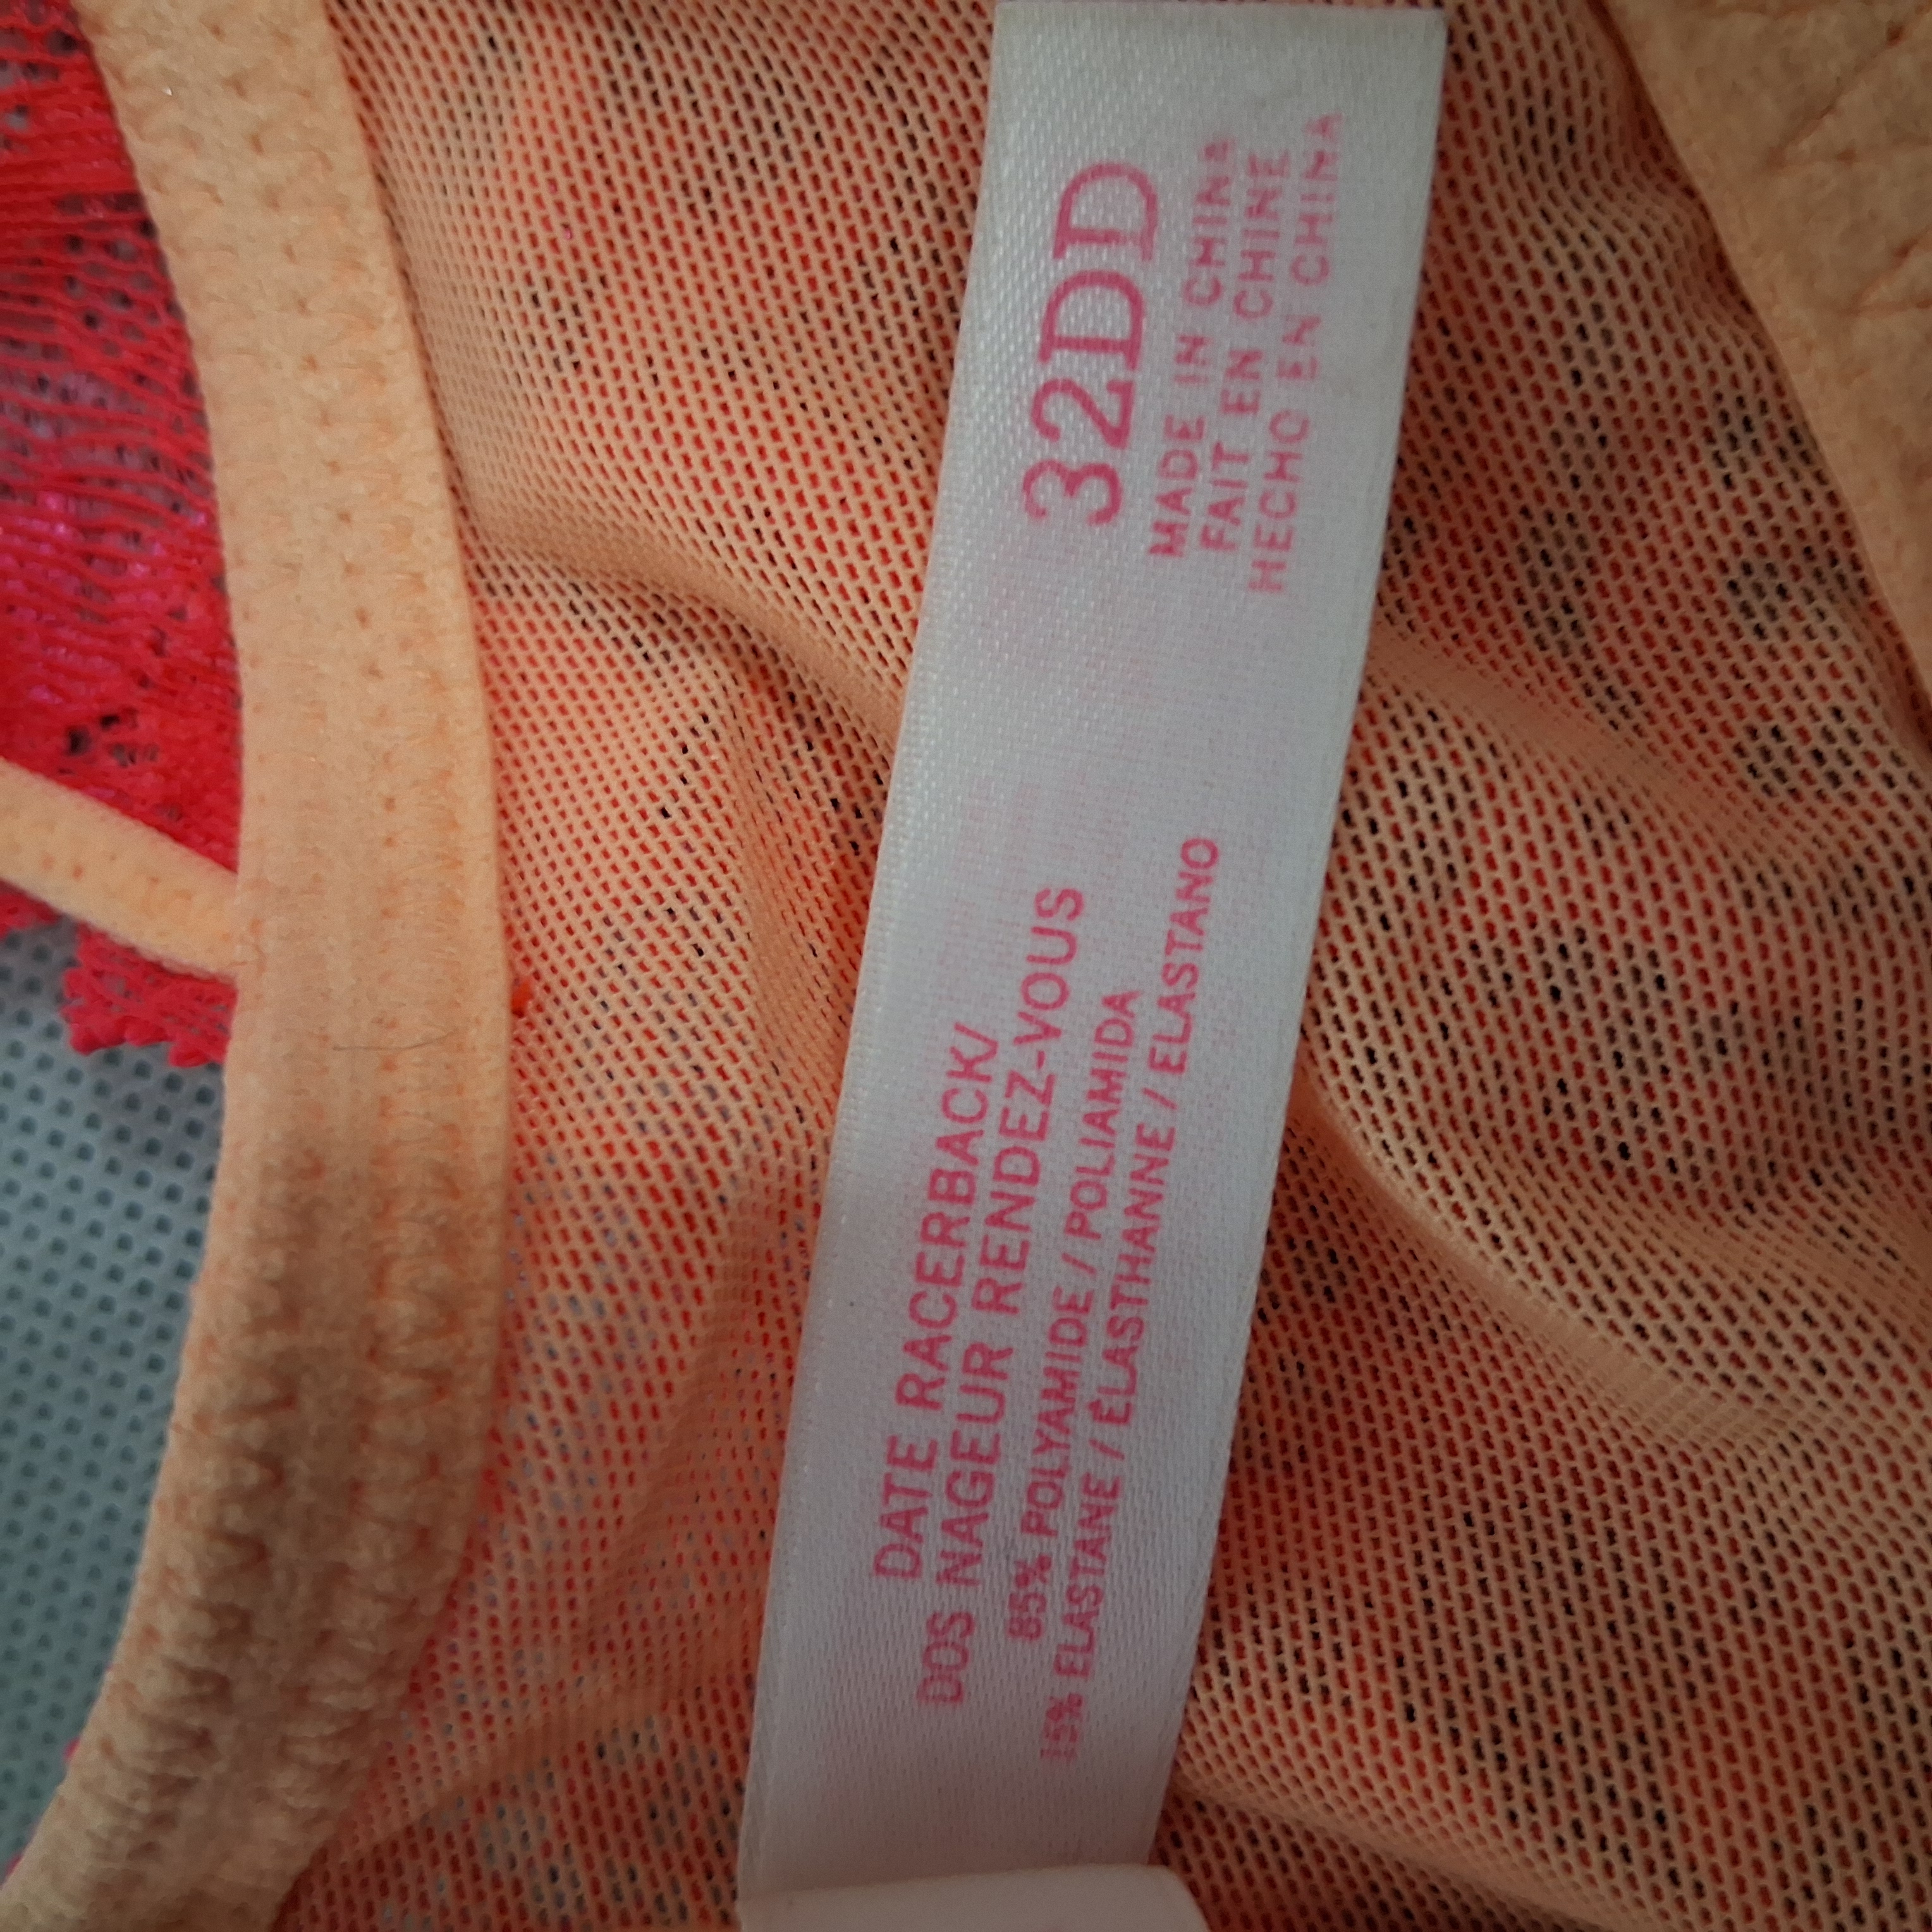 32DD
MADE IN CHINA
FAIT EN CHINE
HECHO EN CHINA
DATE RACERBACK/
DOS NAGEUR RENDEZ-VOUS
85% POLYAMIDE / POLIAMIDA
15% ELASTANE / ÉLASTHANNE / ELASTANO